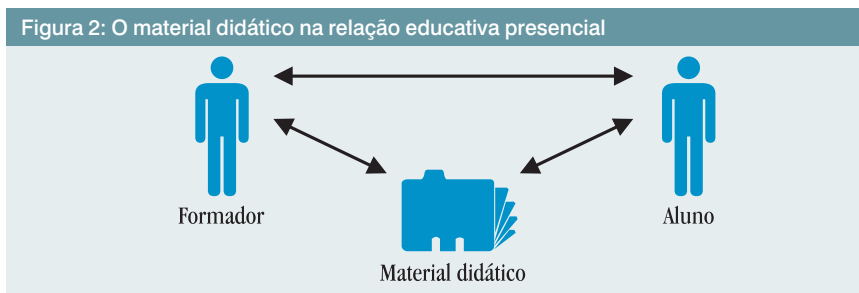 Figura 2: O material didático na relação educativa presencial
Formador
Aluno
Material didático